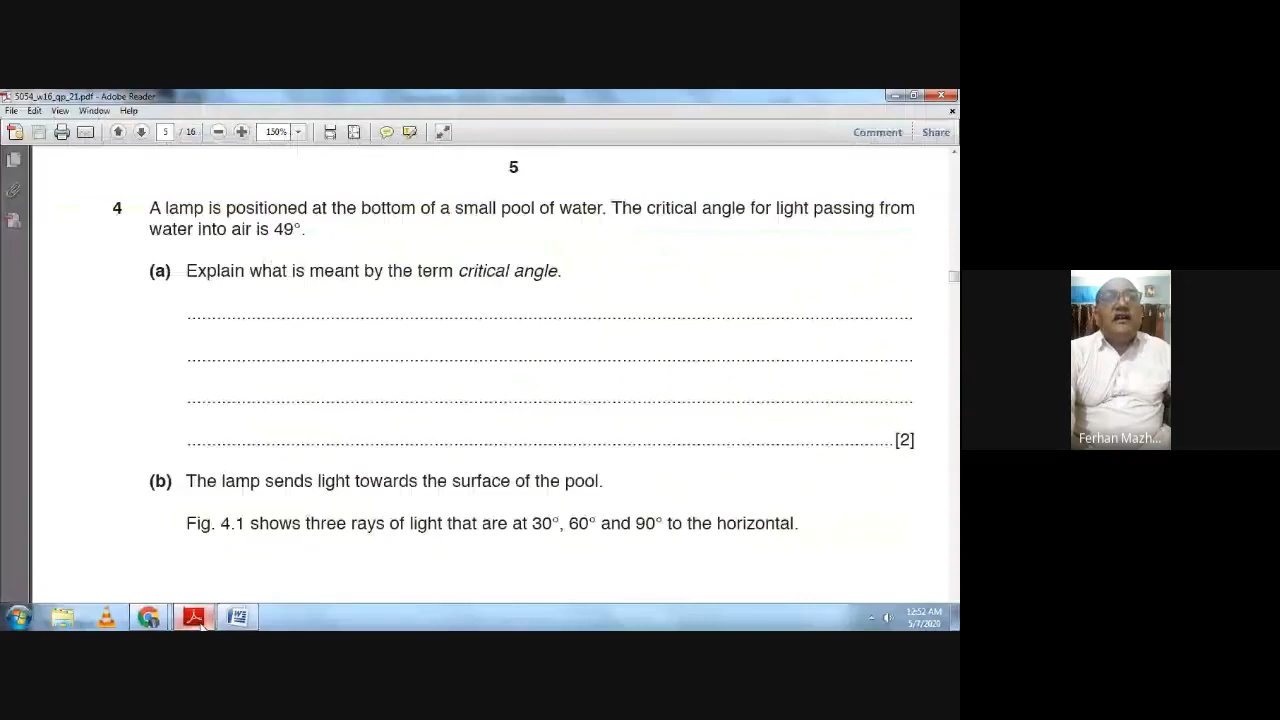 5054_w16_qp_21.pdf - Adobe Reader
File Edit View Window Help
5 / 16 150% Comment Share
5
4 A lamp is positioned at the bottom of a small pool of water. The critical angle for light passing from
water into air is 49°.
(a) Explain what is meant by the term critical angle.
[2]
(b) The lamp sends light towards the surface of the pool.
Fig. 4.1 shows three rays of light that are at 30°, 60° and 90° to the horizontal.
Ferhan Mazh...
12:52 AM
5/7/2020